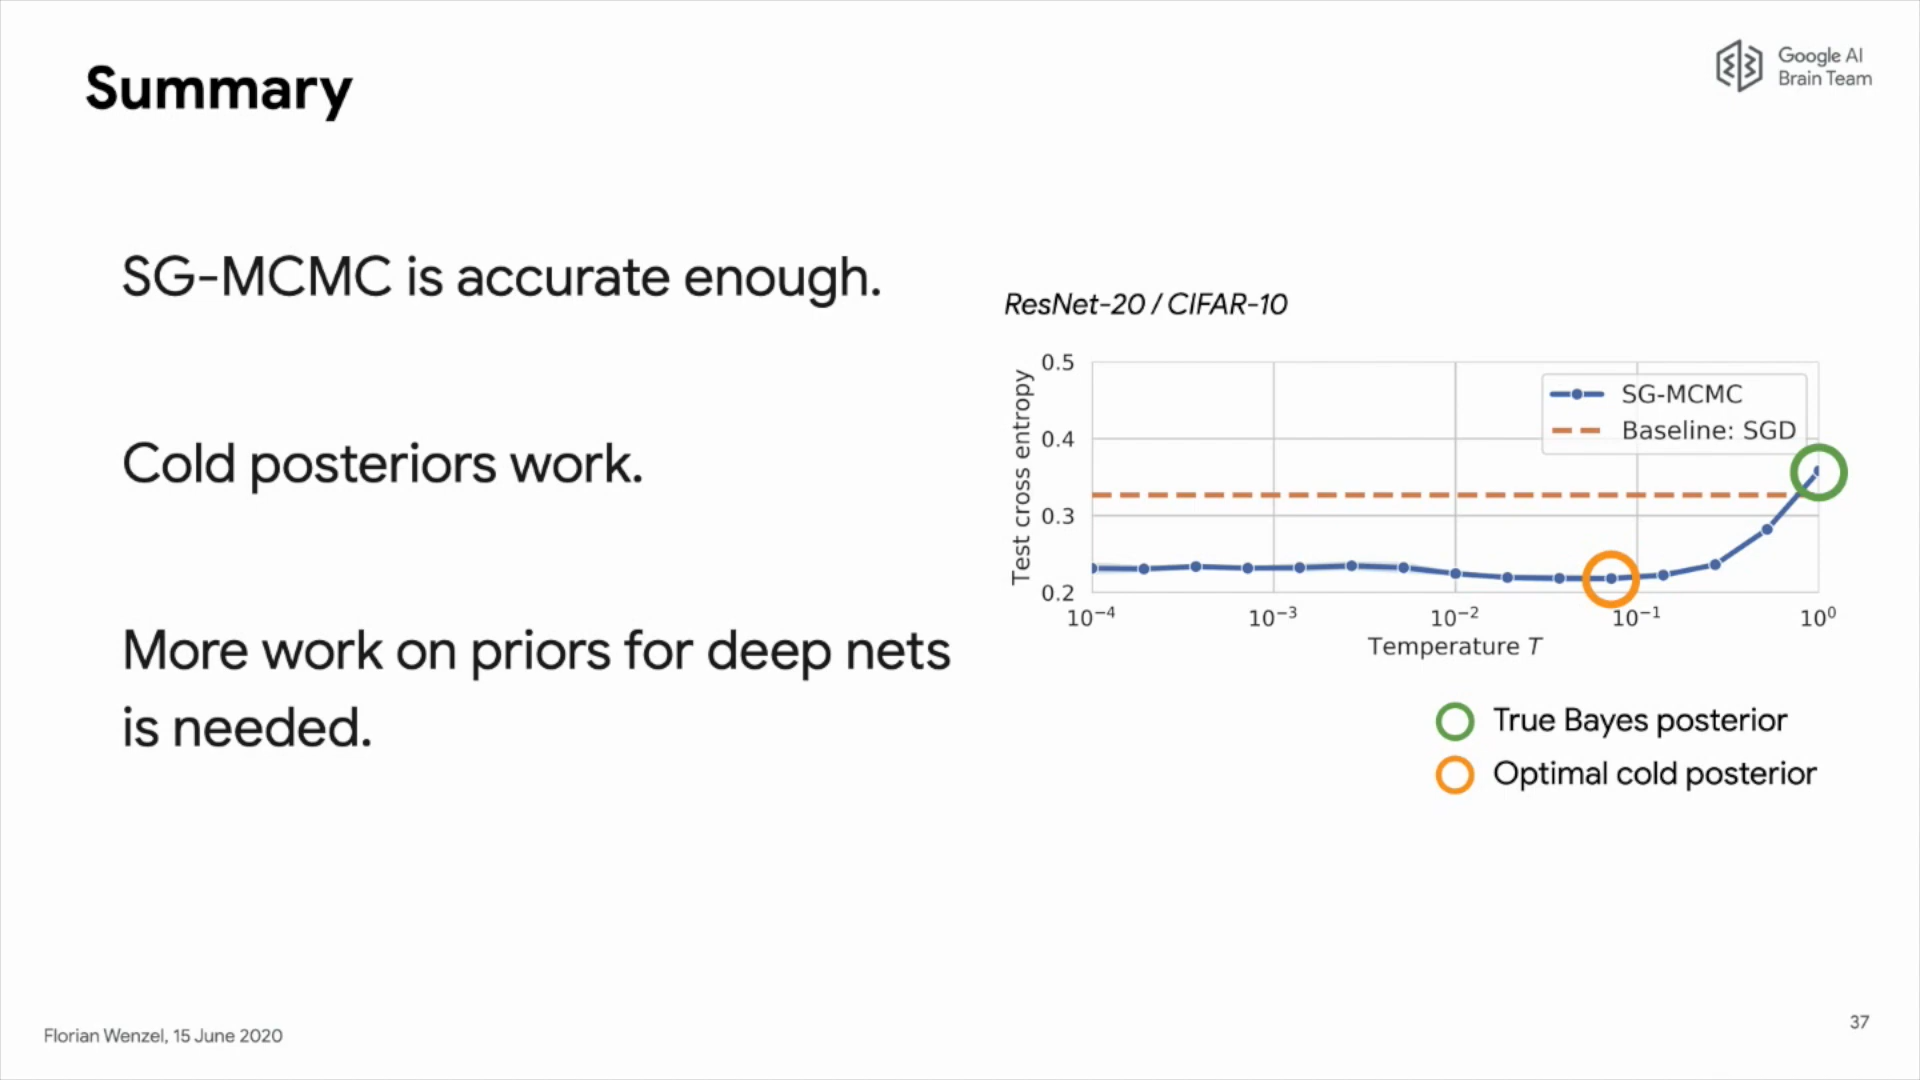 Summary
Google AI
Brain Team
SG-MCMC is accurate enough.
Cold posteriors work.
More work on priors for deep nets
is needed.
ResNet-20 / CIFAR-10
Test cross entropy
0.5
0.4
0.3
0.2
SG-MCMC
Baseline: SGD
10⁻⁴ 10⁻³ 10⁻² 10⁻¹ 10⁰
Temperature T
True Bayes posterior
Optimal cold posterior
Florian Wenzel, 15 June 2020
37